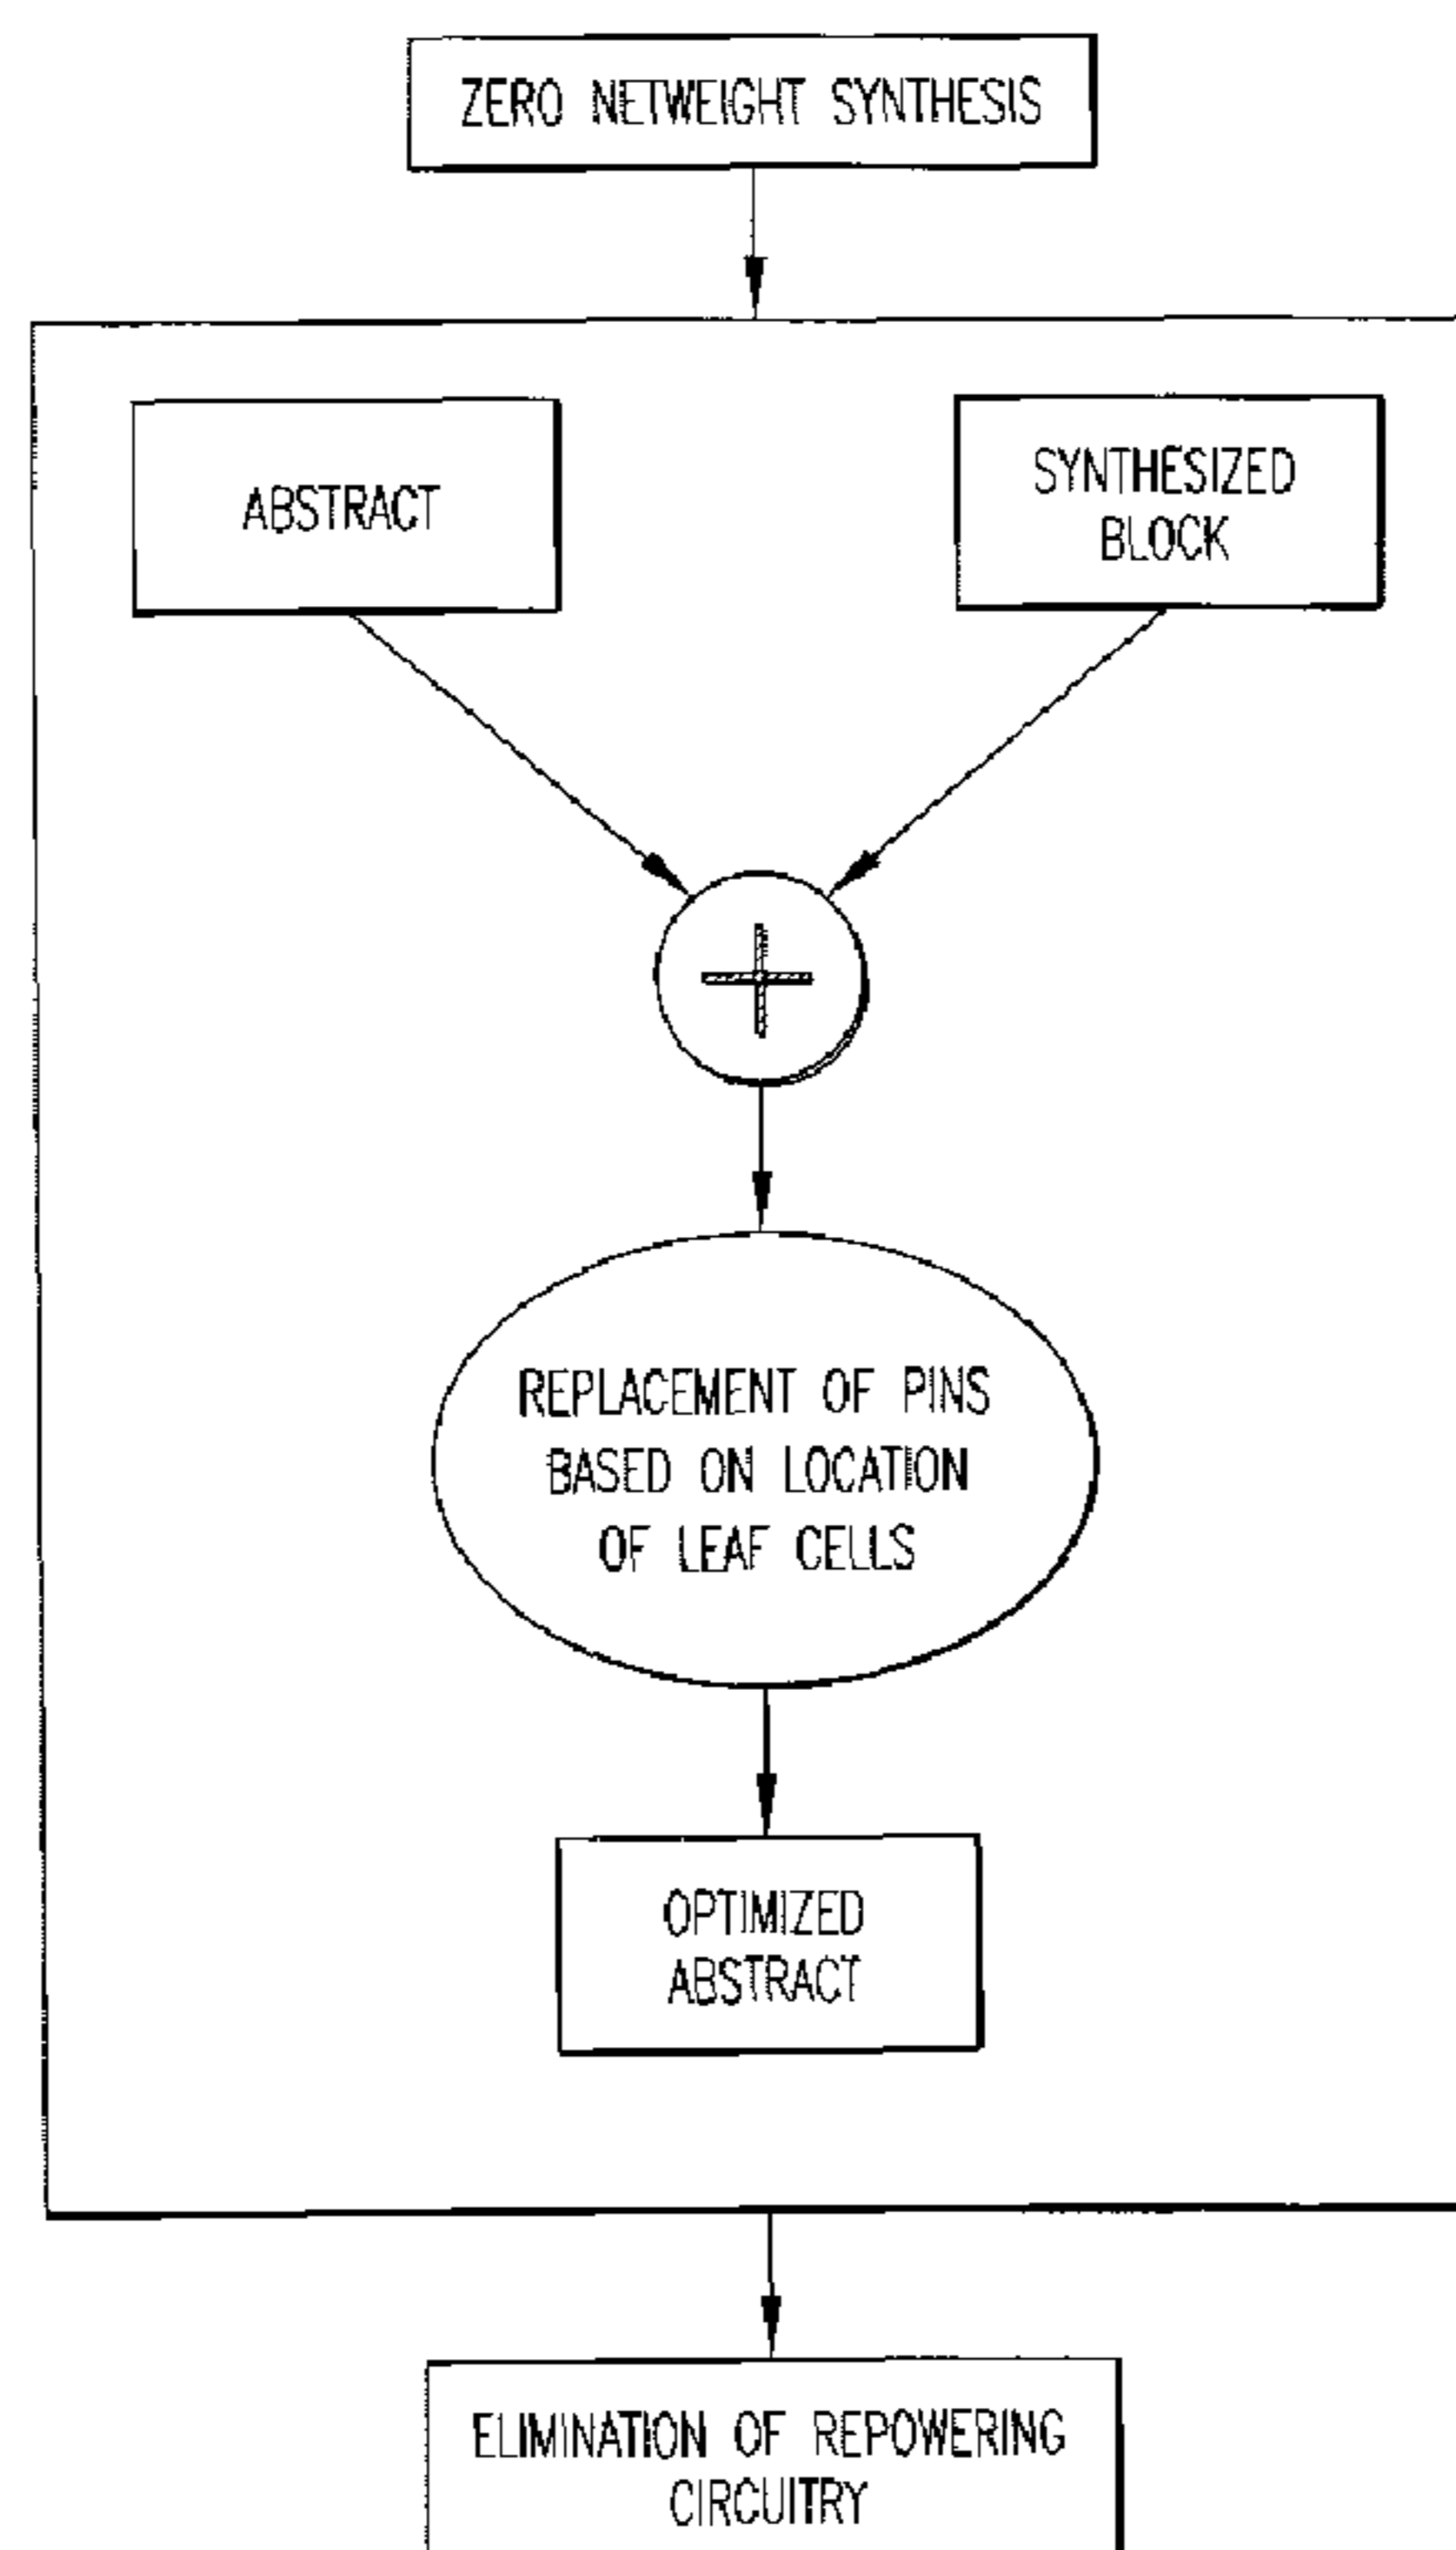 ZERO NETWEIGHT SYNTHESIS
ABSTRACT
SYNTHESIZED
BLOCK
REPLACEMENT OF PINS
BASED ON LOCATION
OF LEAF CELLS
OPTIMIZED
ABSTRACT
ELIMINATION OF REPOWERING
CIRCUITRY